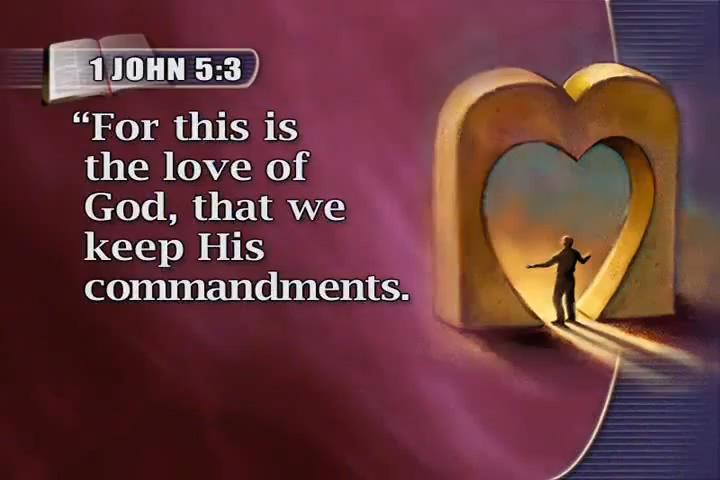 1 JOHN 5:3
“For this is
the love of
God, that we
keep His
commandments.